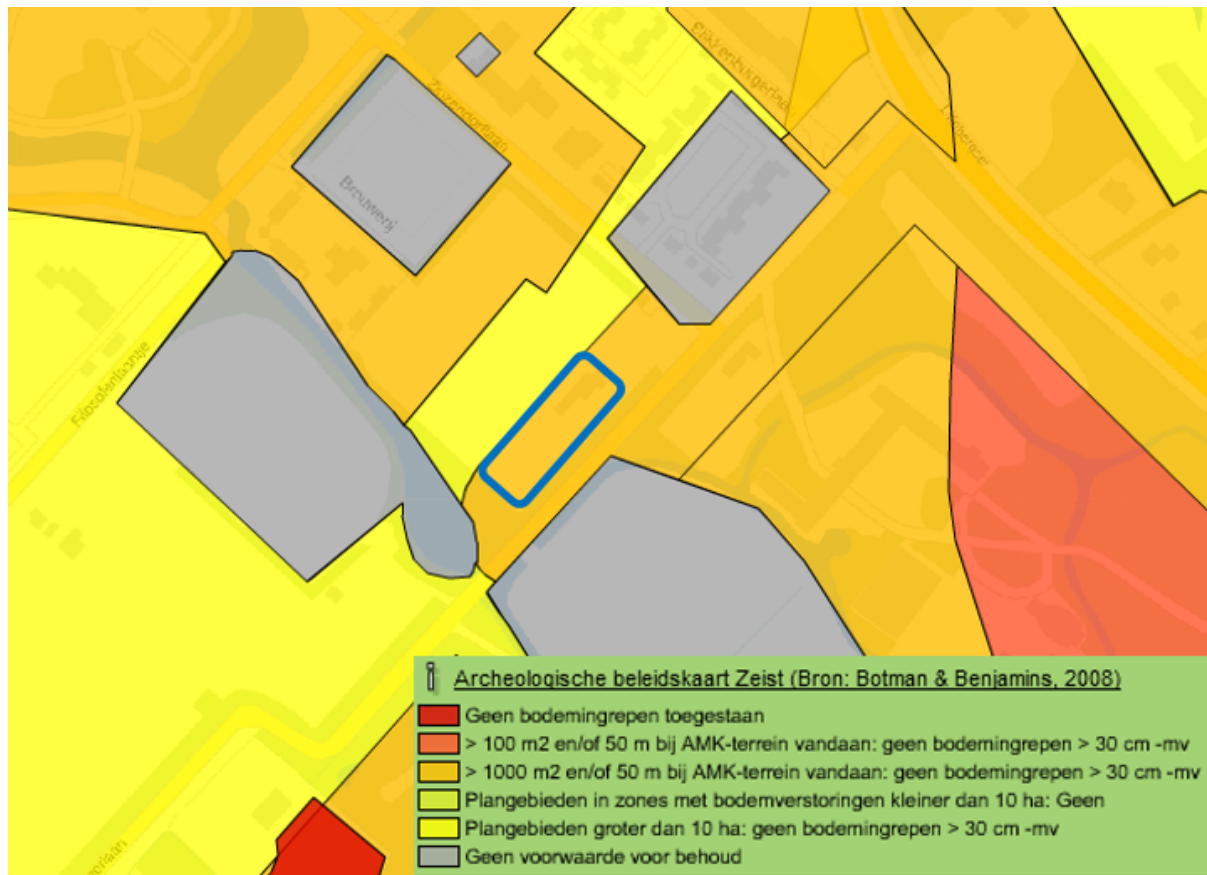 Brouwerij
Filosofenlaantje
Archeologische beleidskaart Zeist (Bron: Botman & Benjamins, 2008)
Geen bodemingrepen toegestaan
> 100 m2 en/of 50 m bij AMK-terrein vandaan: geen bodemingrepen > 30 cm -mv
> 1000 m2 en/of 50 m bij AMK-terrein vandaan: geen bodemingrepen > 30 cm -mv
Plangebieden in zones met bodemverstoringen kleiner dan 10 ha: Geen
Plangebieden groter dan 10 ha: geen bodemingrepen > 30 cm -mv
Geen voorwaarde voor behoud